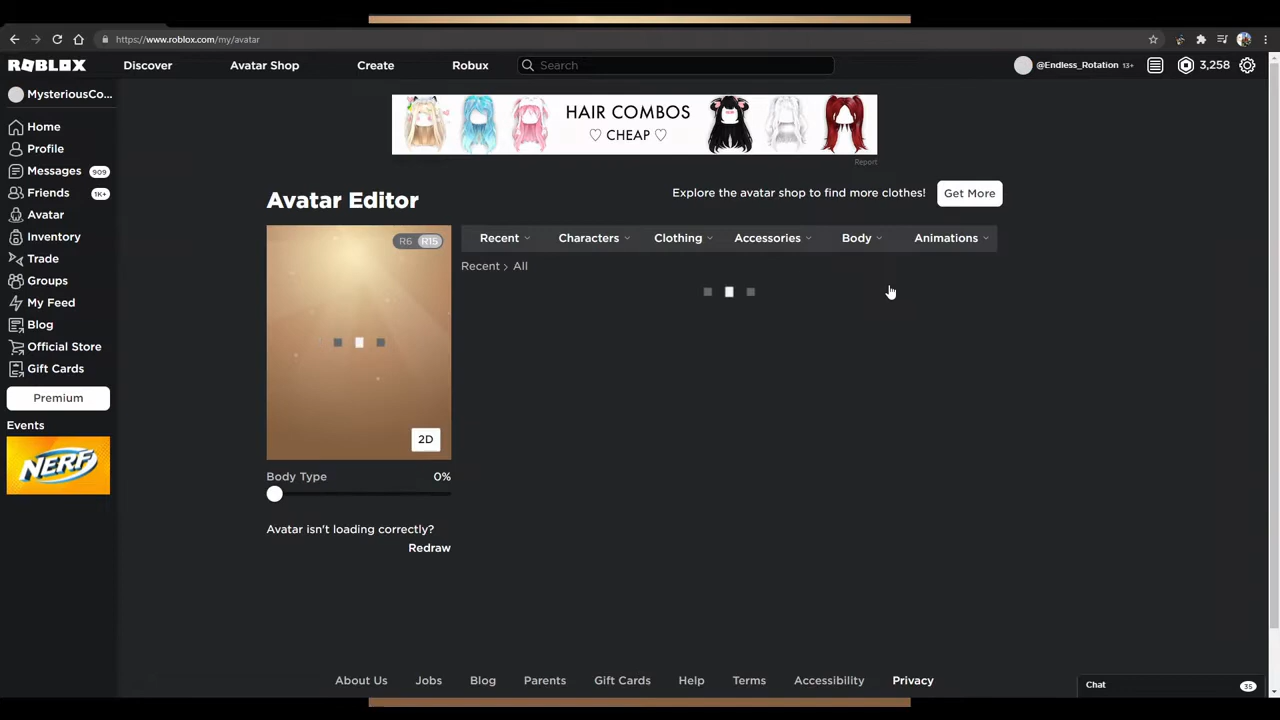 https://www.roblox.com/my/avatar
ROBLOX
Discover
Avatar Shop
Create
Robux
Search
@Endless_Rotation 13+
3,258
MysteriousCo...
Home
Profile
Messages 909
Friends 1K+
Avatar
Inventory
Trade
Groups
My Feed
Blog
Official Store
Gift Cards
Premium
Events
NERF
HAIR COMBOS
♡ CHEAP ♡
Report
Avatar Editor
Explore the avatar shop to find more clothes!
Get More
R6 R15
2D
Body Type 0%
Avatar isn't loading correctly?
Redraw
Recent
Characters
Clothing
Accessories
Body
Animations
Recent > All
About Us
Jobs
Blog
Parents
Gift Cards
Help
Terms
Accessibility
Privacy
Chat 35